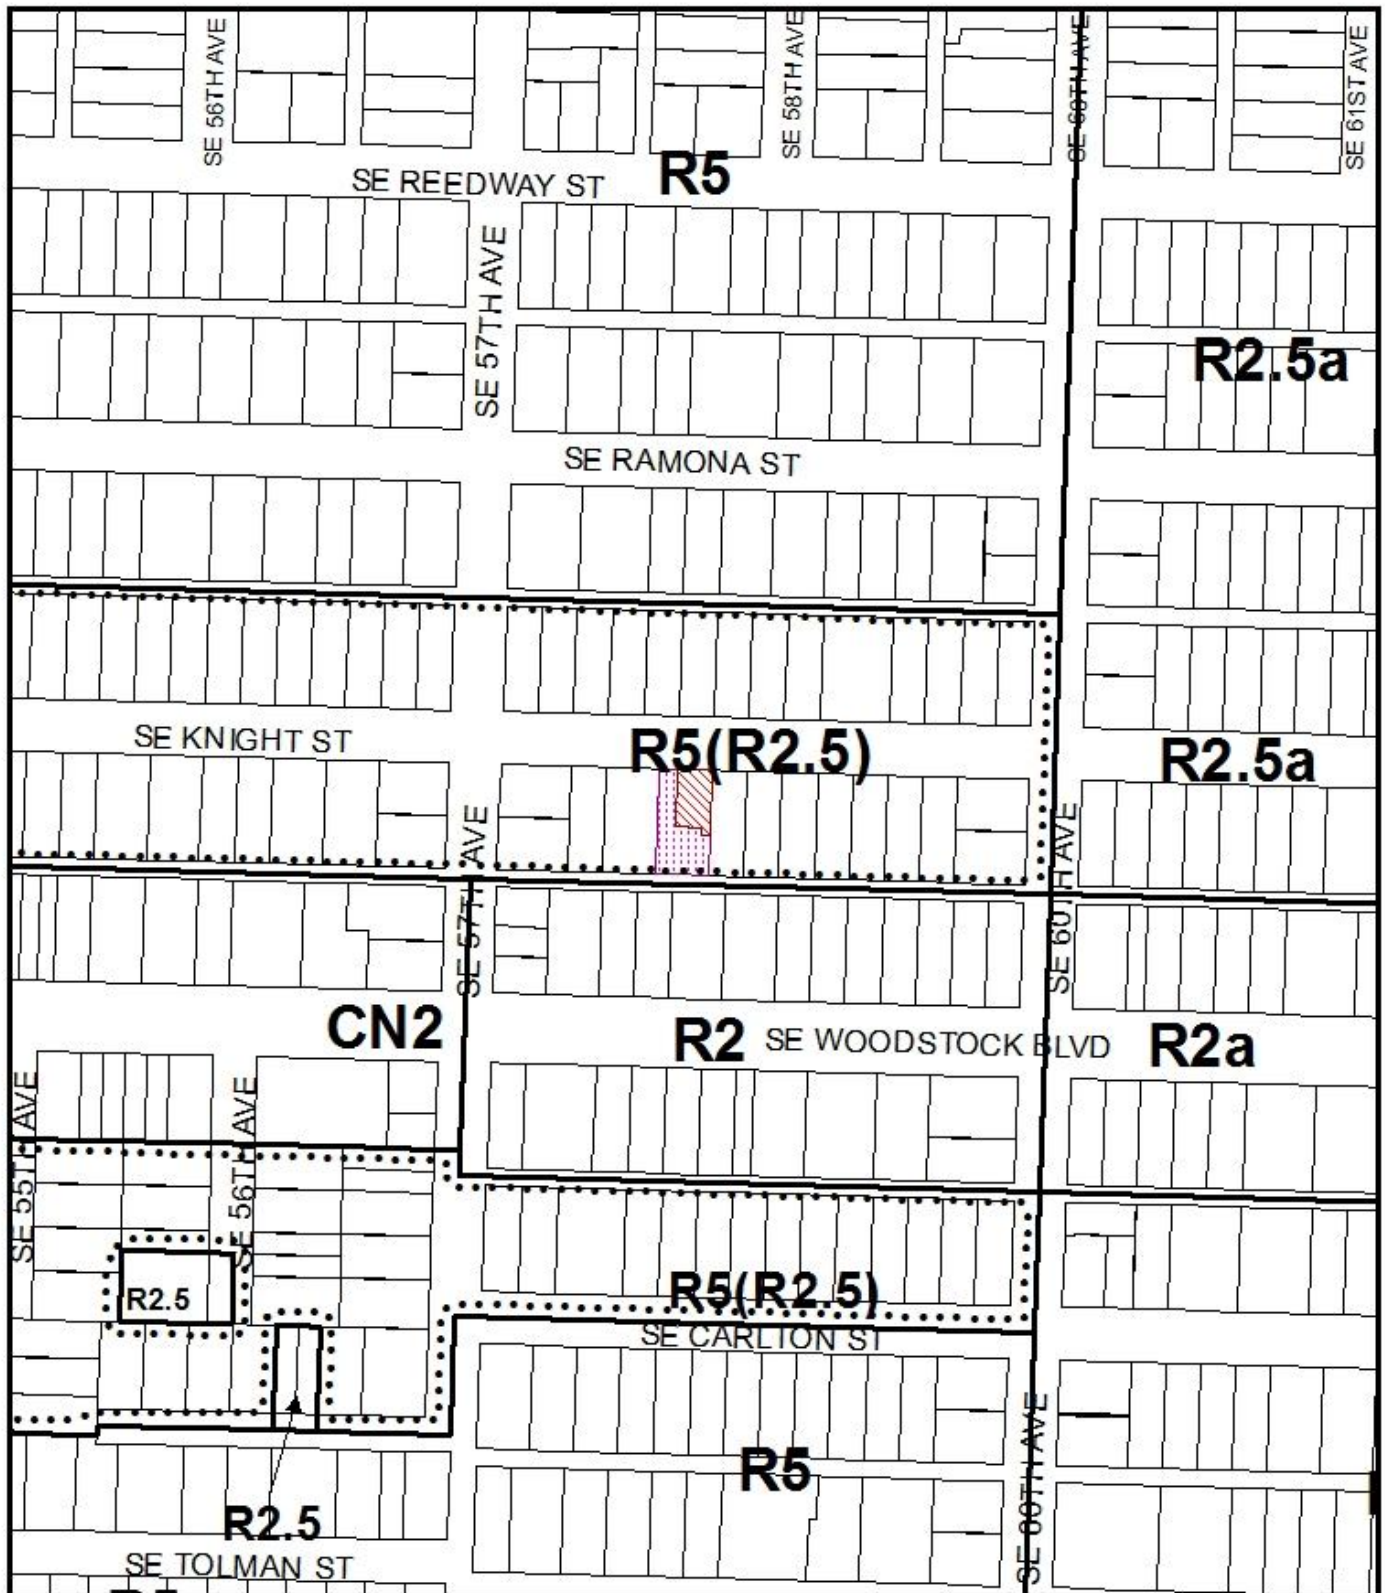 SE 56TH AVE
SE 58TH AVE
SE 60TH AVE
SE 61ST AVE
R5
SE REEDWAY ST
SE 57TH AVE
R2.5a
SE RAMONA ST
SE KNIGHT ST
R5(R2.5)
R2.5a
SE 57TH AVE
SE 60TH AVE
CN2
R2
SE WOODSTOCK BLVD
R2a
SE 55TH AVE
SE 56TH AVE
R2.5
R5(R2.5)
SE CARLTON ST
R5
SE 60TH AVE
R2.5
SE TOLMAN ST